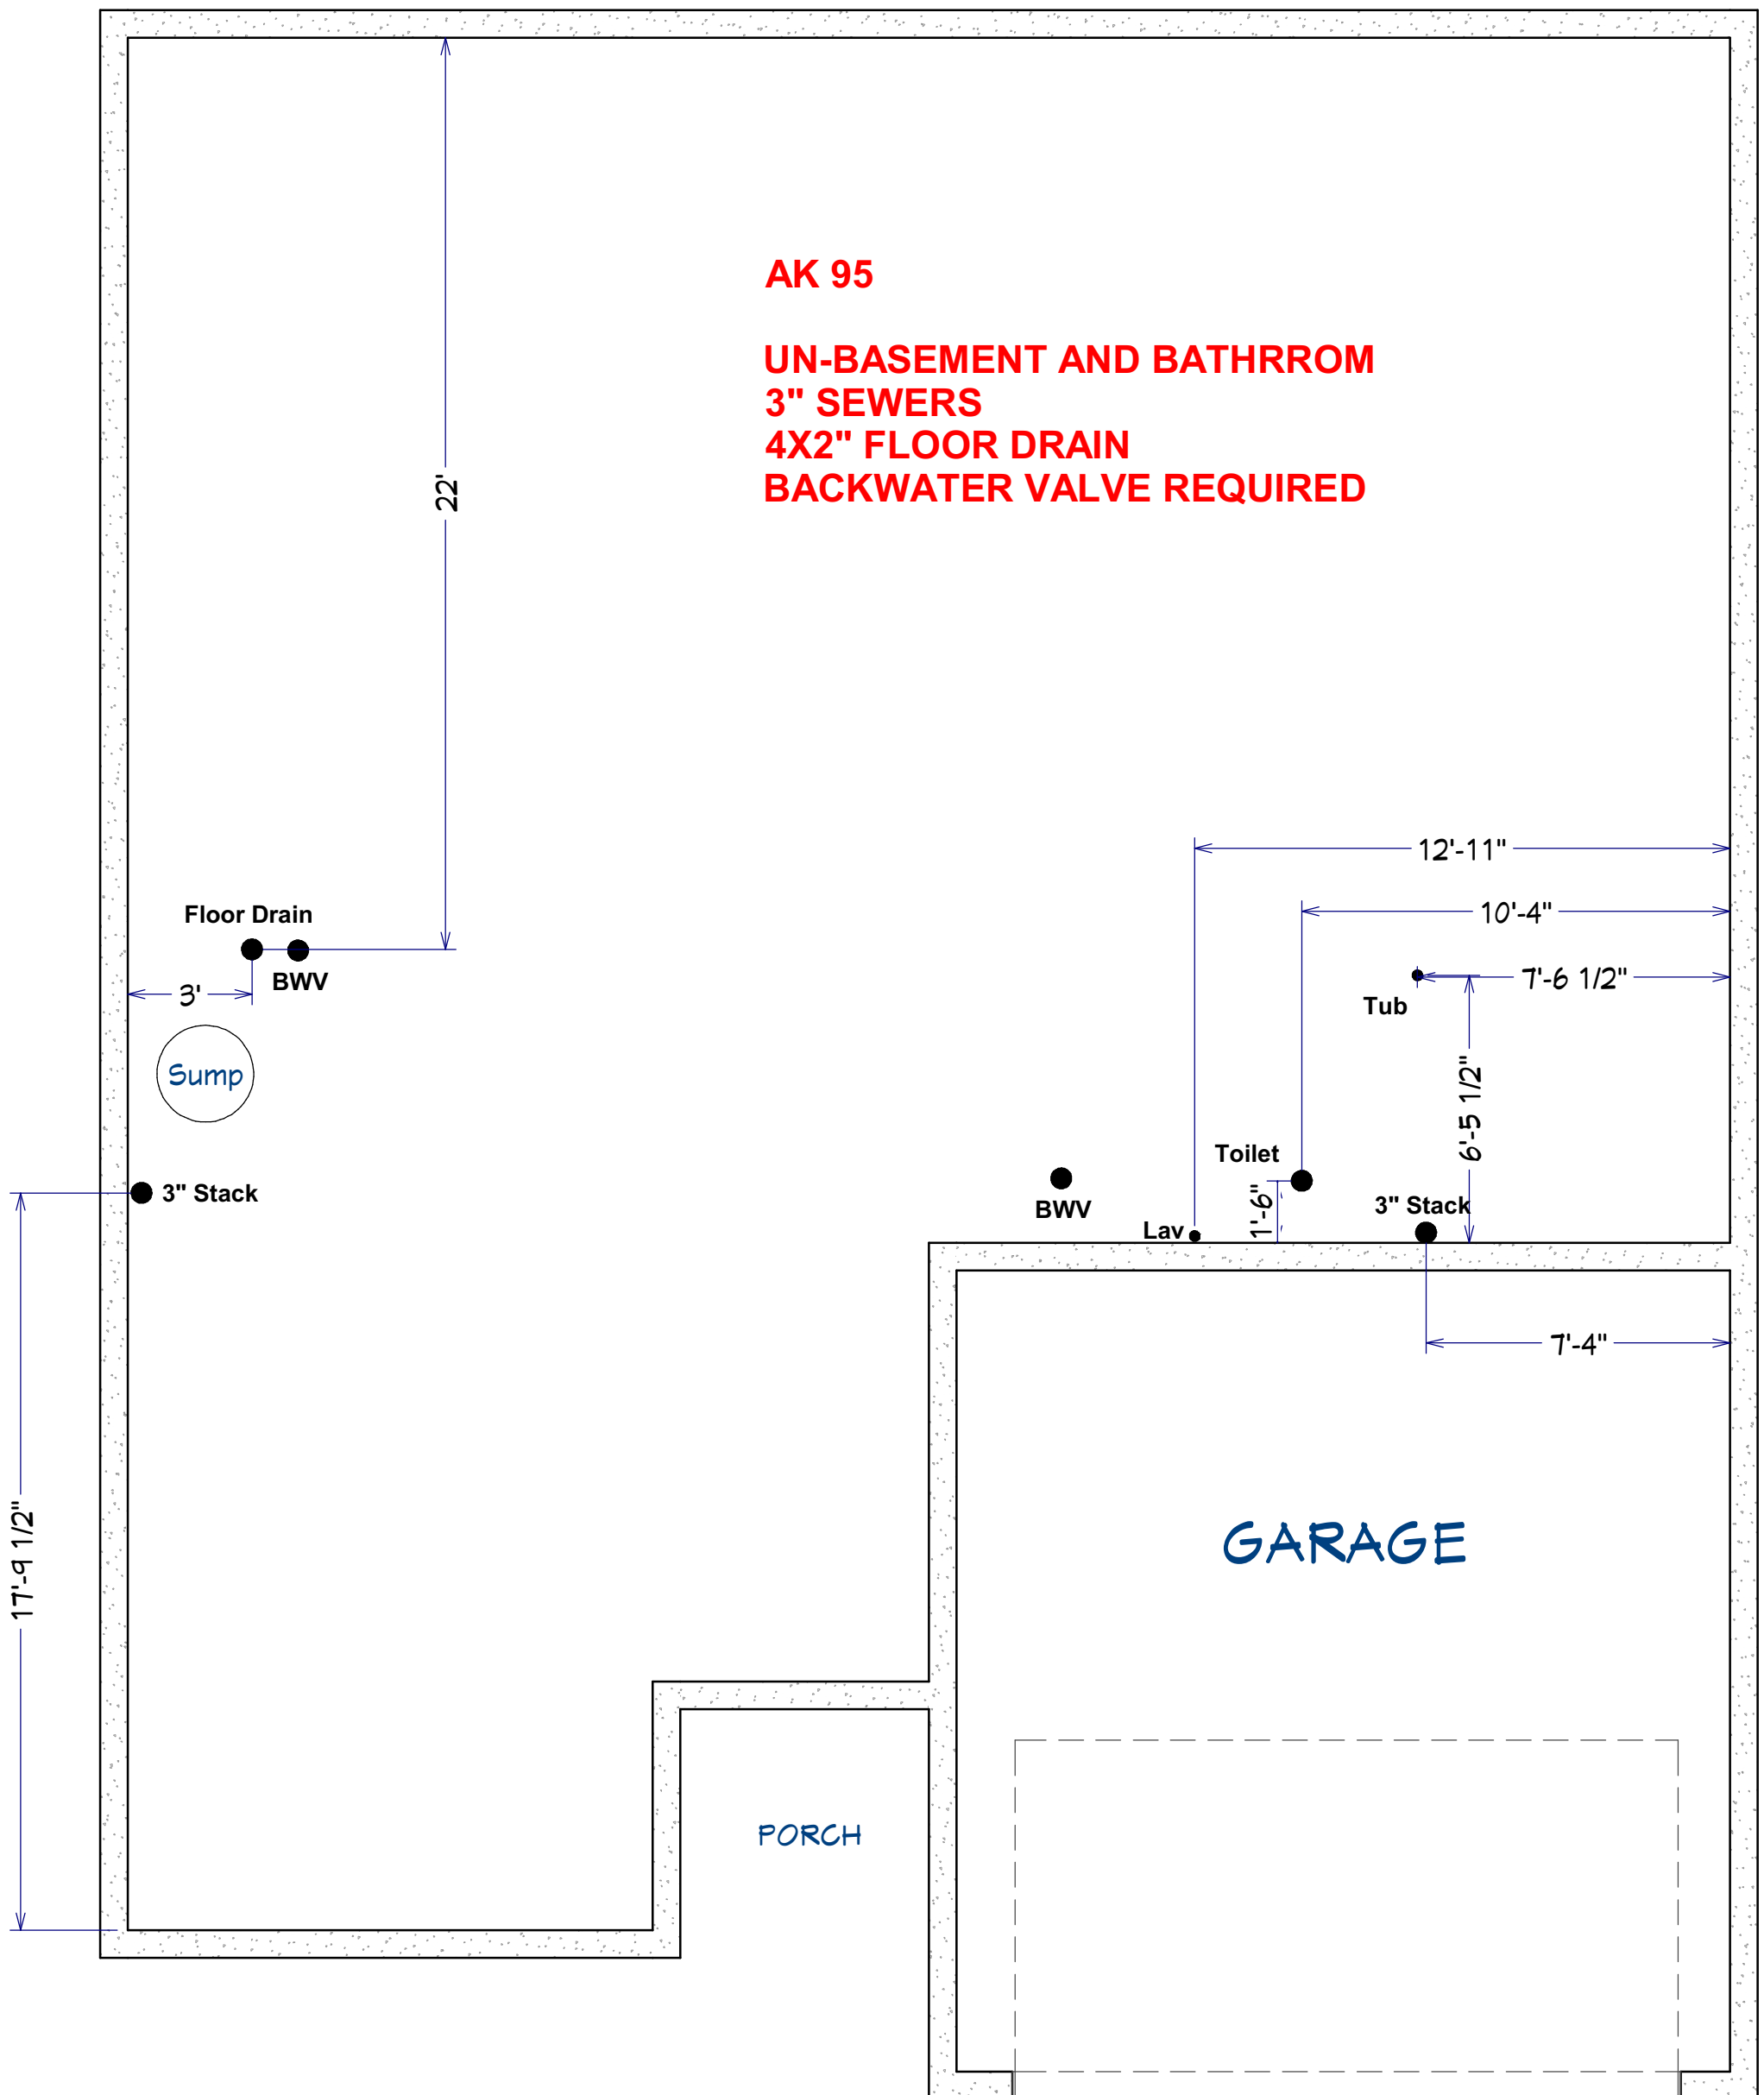 AK 95
UN-BASEMENT AND BATHRROM
3" SEWERS
4X2" FLOOR DRAIN
BACKWATER VALVE REQUIRED
22'
12'-11"
10'-4"
Floor Drain
BWV
7'-6 1/2"
3'
Tub
Sump
6'-5 1/2"
Toilet
3" Stack
BWV
1'-6"
3" Stack
Lav
7'-4"
17'-9 1/2"
GARAGE
PORCH